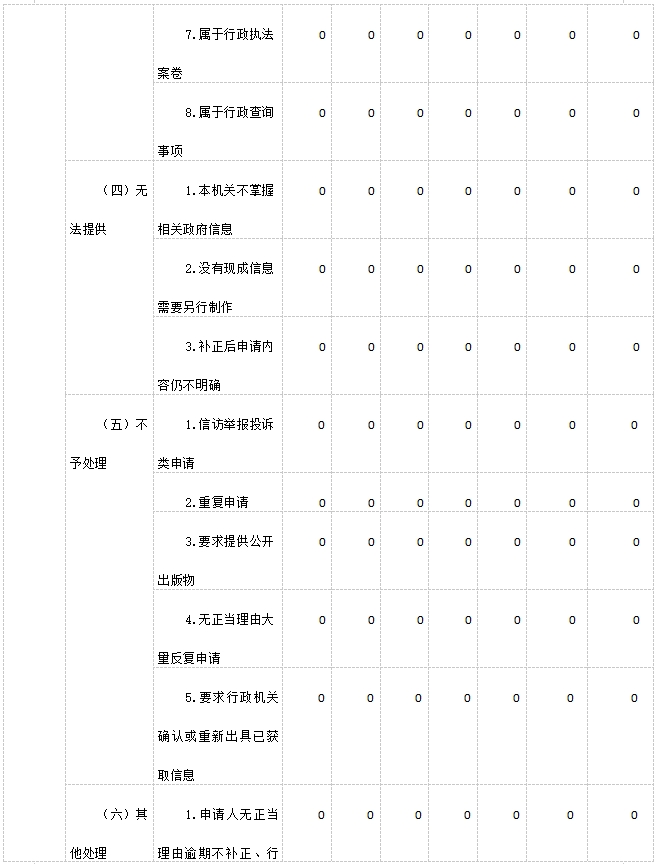 7.属于行政执法 0 0 0 0 0 0 0
案卷
8.属于行政查询 0 0 0 0 0 0 0
事项
（四）无 1.本机关不掌握 0 0 0 0 0 0 0
法提供 相关政府信息
2.没有现成信息 0 0 0 0 0 0 0
需要另行制作
3.补正后申请内 0 0 0 0 0 0 0
容仍不明确
（五）不 1.信访举报投诉 0 0 0 0 0 0 0
予处理 类申请
2.重复申请 0 0 0 0 0 0 0
3.要求提供公开 0 0 0 0 0 0 0
出版物
4.无正当理由大 0 0 0 0 0 0 0
量反复申请
5.要求行政机关 0 0 0 0 0 0 0
确认或重新出具已获
取信息
（六）其 1.申请人无正当 0 0 0 0 0 0 0
他处理 理由逾期不补正、行